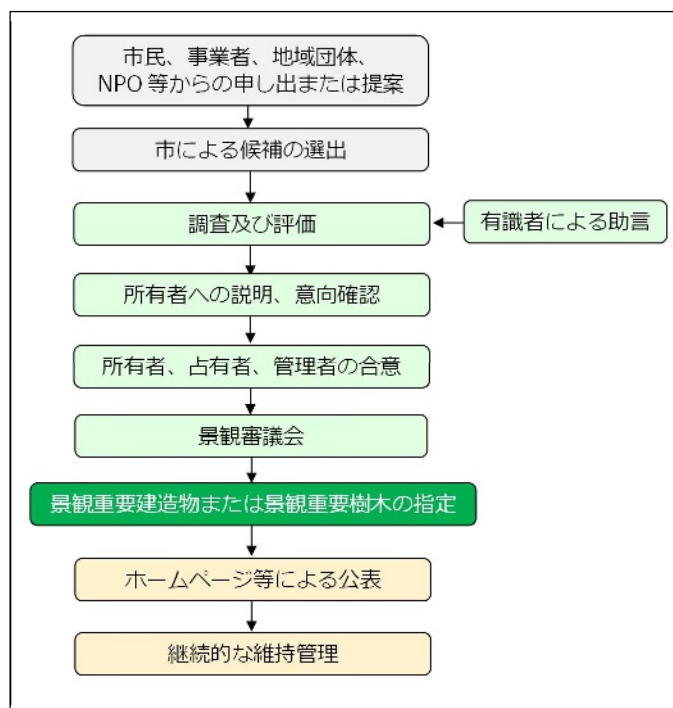 市民、事業者、地域団体、
NPO 等からの申し出または提案
市による候補の選出
調査及び評価
有識者による助言
所有者への説明、意向確認
所有者、占有者、管理者の合意
景観審議会
景観重要建造物または景観重要樹木の指定
ホームページ等による公表
継続的な維持管理